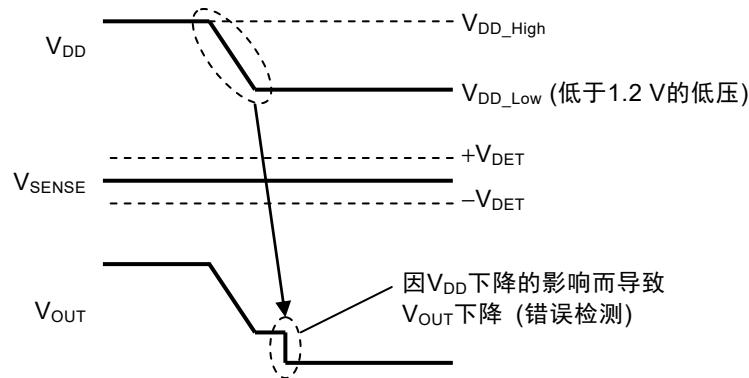 V_DD
V_DD_High
V_DD_Low (低于1.2 V的低压)
V_SENSE
+V_DET
−V_DET
V_OUT
因V_DD下降的影响而导致
V_OUT下降 (错误检测)